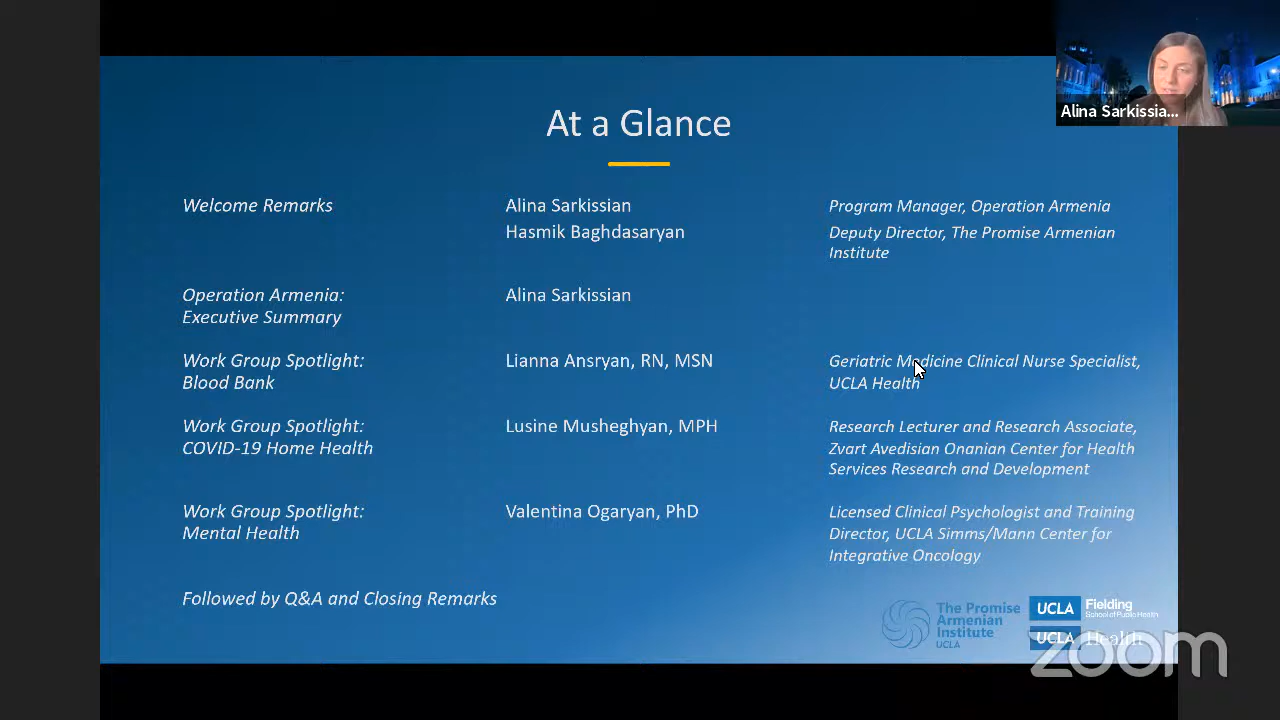 Alina Sarkissia...
At a Glance
Welcome Remarks
Alina Sarkissian
Program Manager, Operation Armenia
Hasmik Baghdasaryan
Deputy Director, The Promise Armenian
Institute
Operation Armenia:
Executive Summary
Alina Sarkissian
Work Group Spotlight:
Blood Bank
Lianna Ansryan, RN, MSN
Geriatric Medicine Clinical Nurse Specialist,
UCLA Health
Work Group Spotlight:
COVID-19 Home Health
Lusine Musheghyan, MPH
Research Lecturer and Research Associate,
Zvart Avedisian Onanian Center for Health
Services Research and Development
Work Group Spotlight:
Mental Health
Valentina Ogaryan, PhD
Licensed Clinical Psychologist and Training
Director, UCLA Simms/Mann Center for
Integrative Oncology
Followed by Q&A and Closing Remarks
The Promise
Armenian
Institute
UCLA
UCLA Fielding
School of Public Health
UCLA Health
zoom